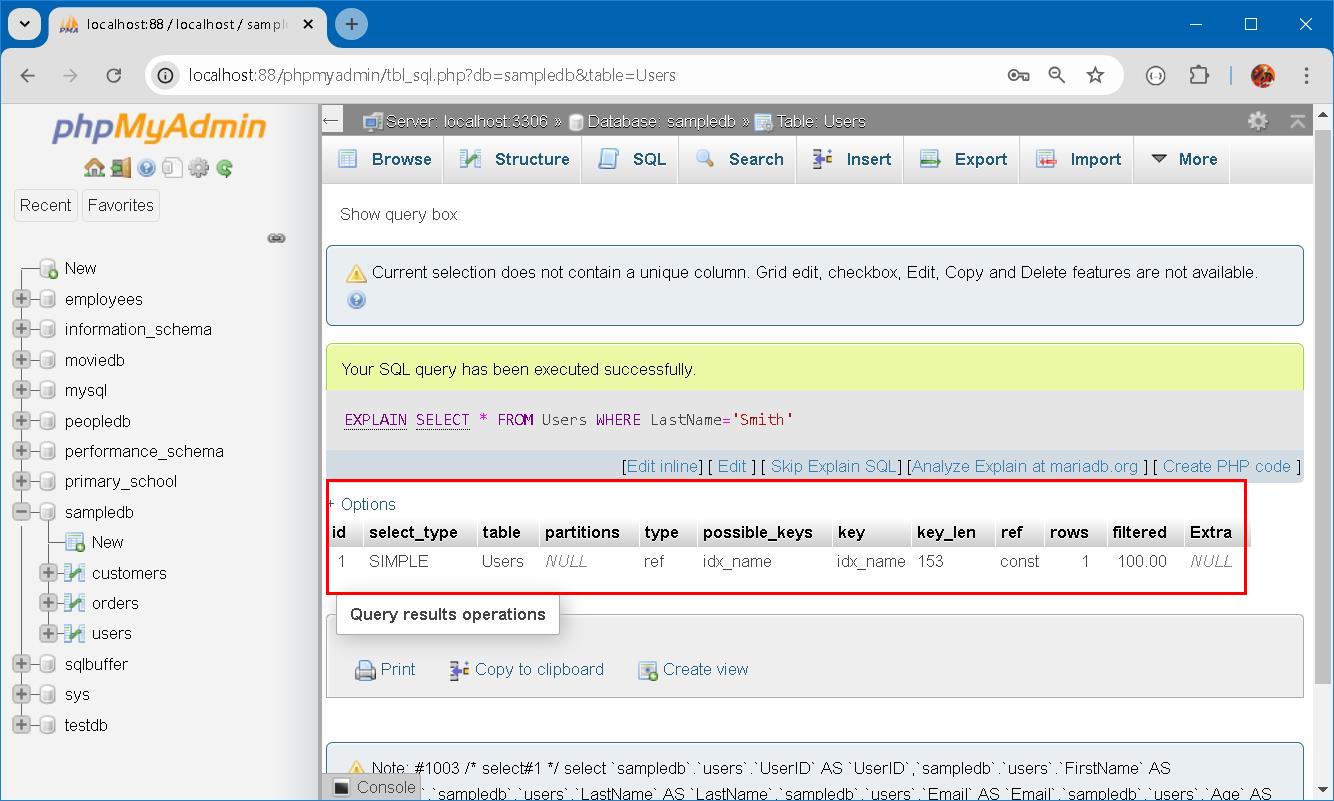 localhost:88 / localhost / sampl
localhost:88/phpmyadmin/tbl_sql.php?db=sampledb&table=Users
phpMyAdmin
Recent Favorites
New
employees
information_schema
moviedb
mysql
peopledb
performance_schema
primary_school
sampledb
New
customers
orders
users
sqlbuffer
sys
testdb
Server: localhost:3306 » Database: sampledb » Table: Users
Browse Structure SQL Search Insert Export Import More
Show query box
Current selection does not contain a unique column. Grid edit, checkbox, Edit, Copy and Delete features are not available.
Your SQL query has been executed successfully.
EXPLAIN SELECT * FROM Users WHERE LastName='Smith'
[Edit inline] [ Edit ] [ Skip Explain SQL] [Analyze Explain at mariadb.org ] [ Create PHP code ]
+ Options
id select_type table partitions type possible_keys key key_len ref rows filtered Extra
1 SIMPLE Users NULL ref idx_name idx_name 153 const 1 100.00 NULL
Query results operations
Print Copy to clipboard Create view
Note: #1003 /* select#1 */ select `sampledb`.`users`.`UserID` AS `UserID`,`sampledb`.`users`.`FirstName` AS
Console `,`sampledb`.`users`.`LastName` AS `LastName`,`sampledb`.`users`.`Email` AS `Email`,`sampledb`.`users`.`Age` AS